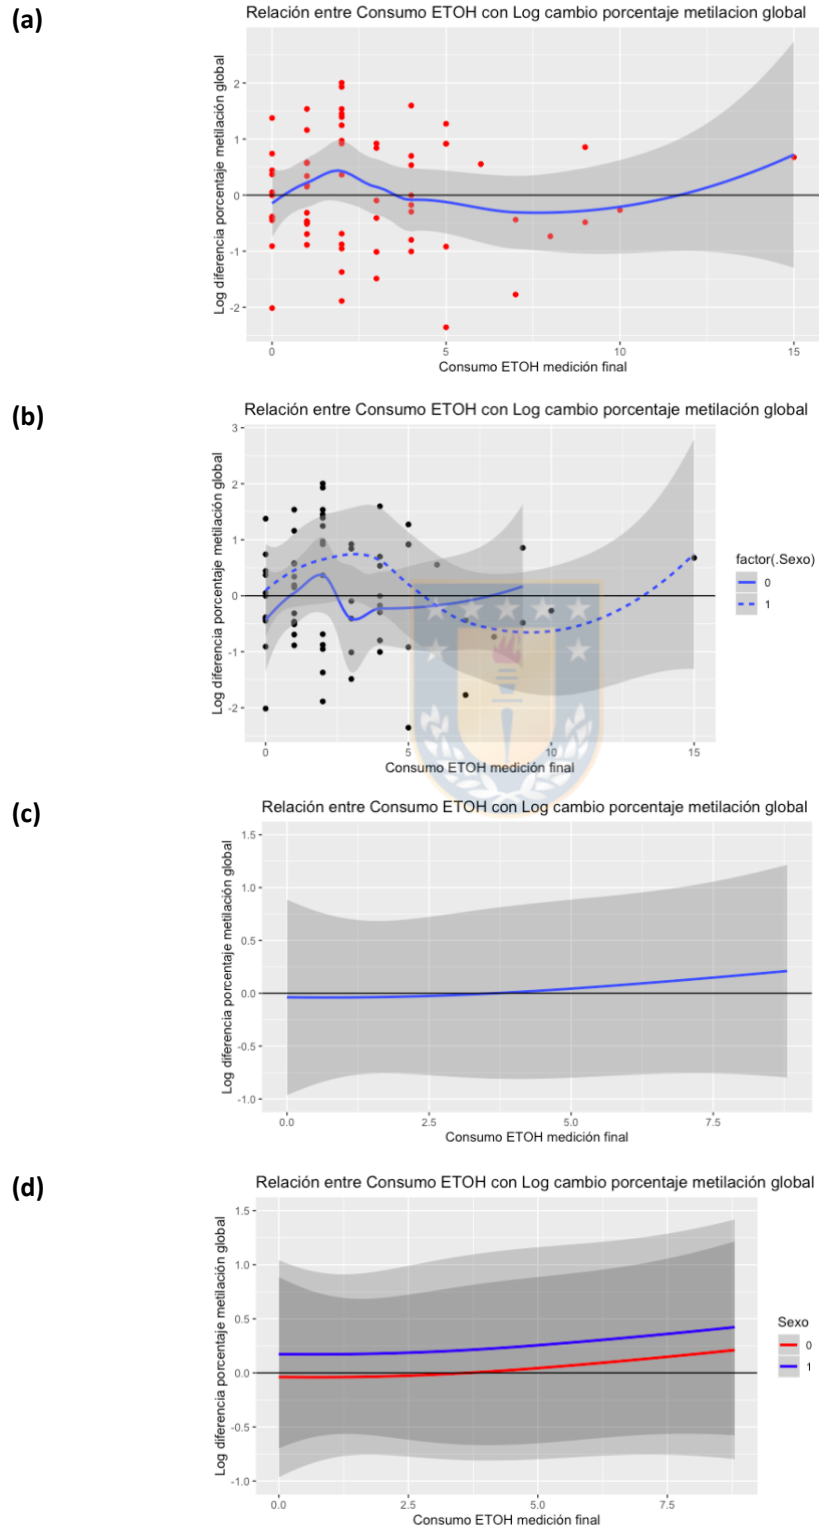 (a)
Relación entre Consumo ETOH con Log cambio porcentaje metilacion global
Log diferencia porcentaje metilación global
2
1
0
-1
-2
0
5
10
15
Consumo ETOH medición final
(b)
Relación entre Consumo ETOH con Log cambio porcentaje metilación global
Log diferencia porcentaje metilación global
3
2
1
0
-1
-2
0
5
10
15
Consumo ETOH medición final
factor(.Sexo)
0
1
(c)
Relación entre Consumo ETOH con Log cambio porcentaje metilación global
Log diferencia porcentaje metilación global
1.5
1.0
0.5
0.0
-0.5
-1.0
0.0
2.5
5.0
7.5
Consumo ETOH medición final
(d)
Relación entre Consumo ETOH con Log cambio porcentaje metilación global
Log diferencia porcentaje metilación global
1.5
1.0
0.5
0.0
-0.5
-1.0
0.0
2.5
5.0
7.5
Consumo ETOH medición final
Sexo
0
1